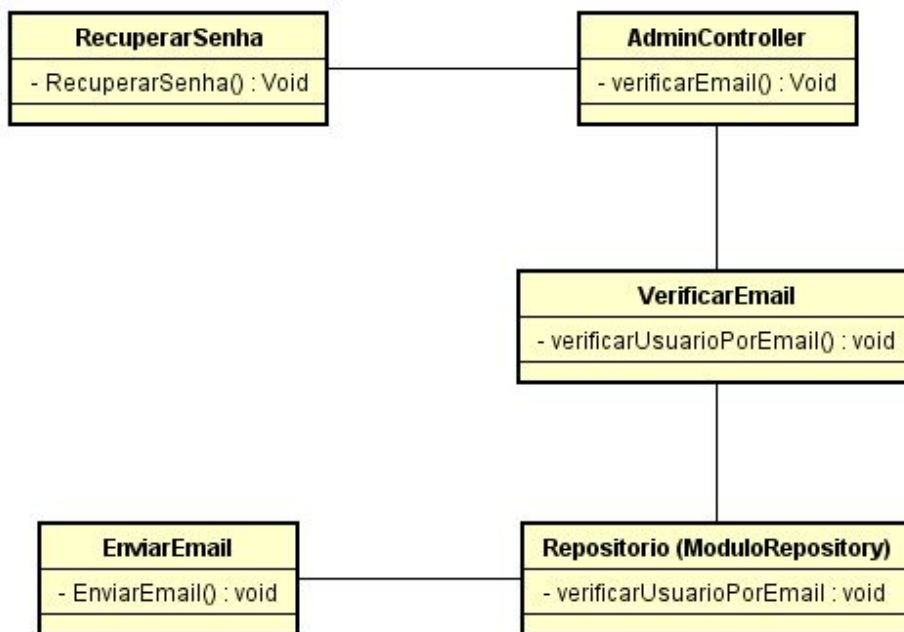 RecuperarSenha
- RecuperarSenha() : Void
AdminController
- verificarEmail() : Void
VerificarEmail
- verificarUsuarioPorEmail() : void
EnviarEmail
- EnviarEmail() : void
Repositorio (ModuloRepository)
- verificarUsuarioPorEmail : void